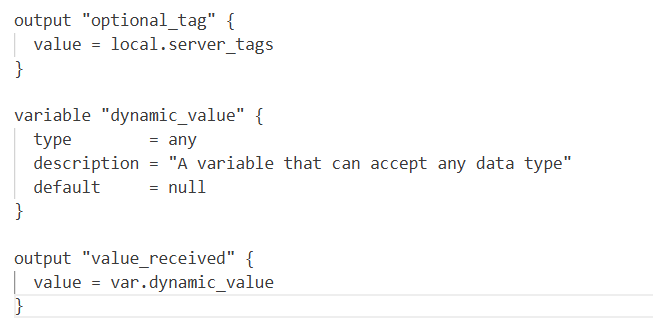 output "optional_tag" {
  value = local.server_tags
}

variable "dynamic_value" {
  type        = any
  description = "A variable that can accept any data type"
  default     = null
}

output "value_received" {
  value = var.dynamic_value
}